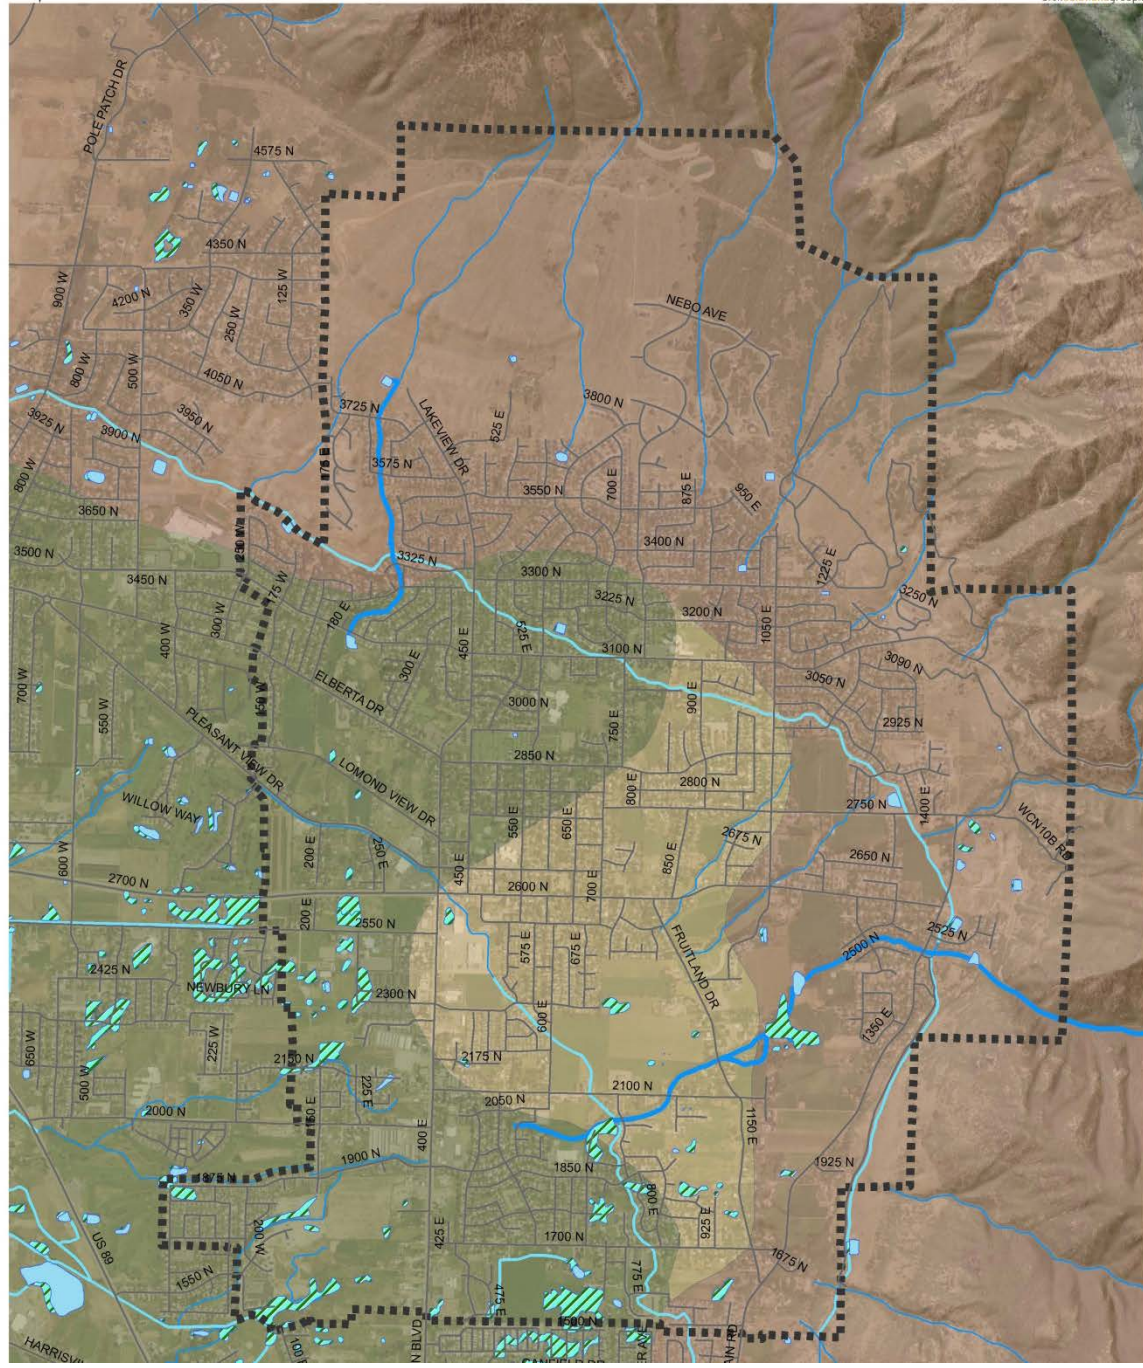 POLE PATCH DR
4575 N
4350 N
900 W
4200 N
350 W
250 W
125 W
NEBO AVE
800 W
500 W
4050 N
3925 N
3900 N
3950 N
3725 N
LAKEVIEW DR
525 E
3800 N
800 W
3575 N
3650 N
3550 N
700 E
875 E
950 E
3500 N
3450 N
3325 N
3400 N
3300 N
1225 E
175 W
180 E
3225 N
3200 N
3250 N
300 W
400 W
450 E
525 E
3100 N
1050 E
3090 N
700 W
550 W
300 E
ELBERTA DR
3000 N
900 E
3050 N
PLEASANT VIEW DR
750 E
2925 N
2850 N
LOMOND VIEW DR
800 E
2800 N
WILLOW WAY
550 E
650 E
2750 N
1400 E
WCN10B RD
600 W
200 E
250 E
450 E
850 E
2675 N
2650 N
2700 N
2600 N
700 E
200 E
2550 N
FRUITLAND DR
2525 N
2500 N
575 E
675 E
2425 N
NEWBURY LN
2300 N
600 E
1350 E
650 W
225 W
2150 N
2175 N
500 W
225 E
2100 N
2000 N
2050 N
150 E
400 E
1150 E
1900 N
1875 N
1850 N
1925 N
800 E
925 E
200 W
425 E
1700 N
US 89
1675 N
1550 N
475 E
775 E
1500 N
N BLVD